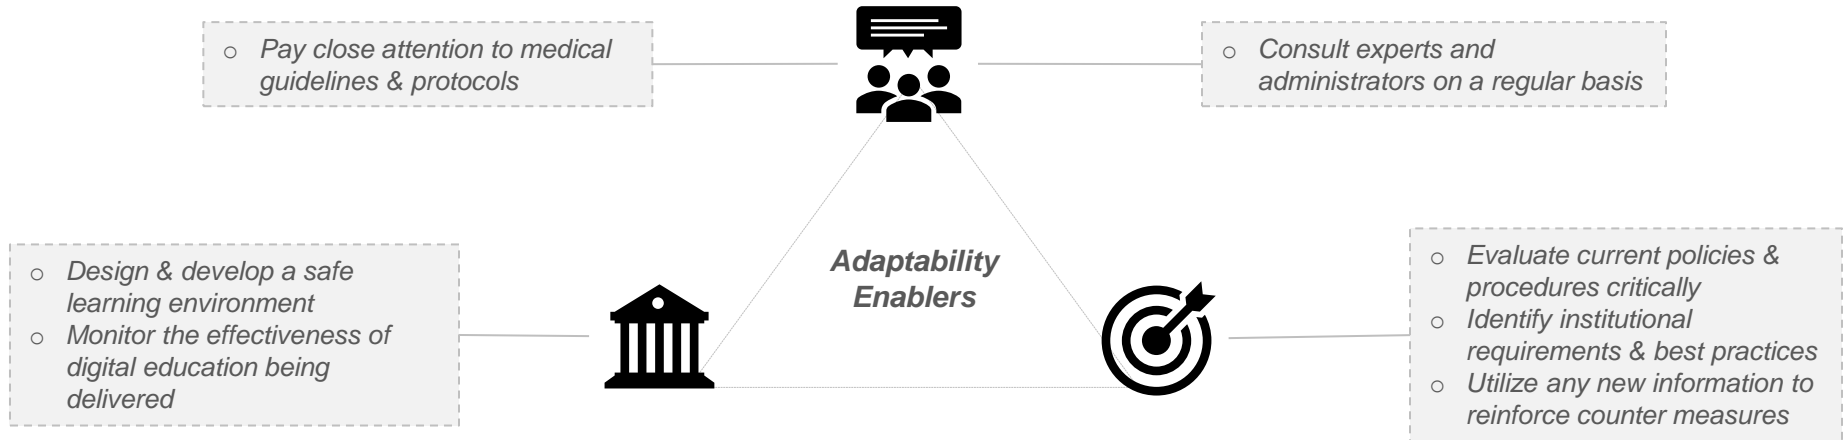 ○ Pay close attention to medical
guidelines & protocols
○ Consult experts and
administrators on a regular basis
Adaptability
Enablers
○ Design & develop a safe
learning environment
○ Monitor the effectiveness of
digital education being
delivered
○ Evaluate current policies &
procedures critically
○ Identify institutional
requirements & best practices
○ Utilize any new information to
reinforce counter measures